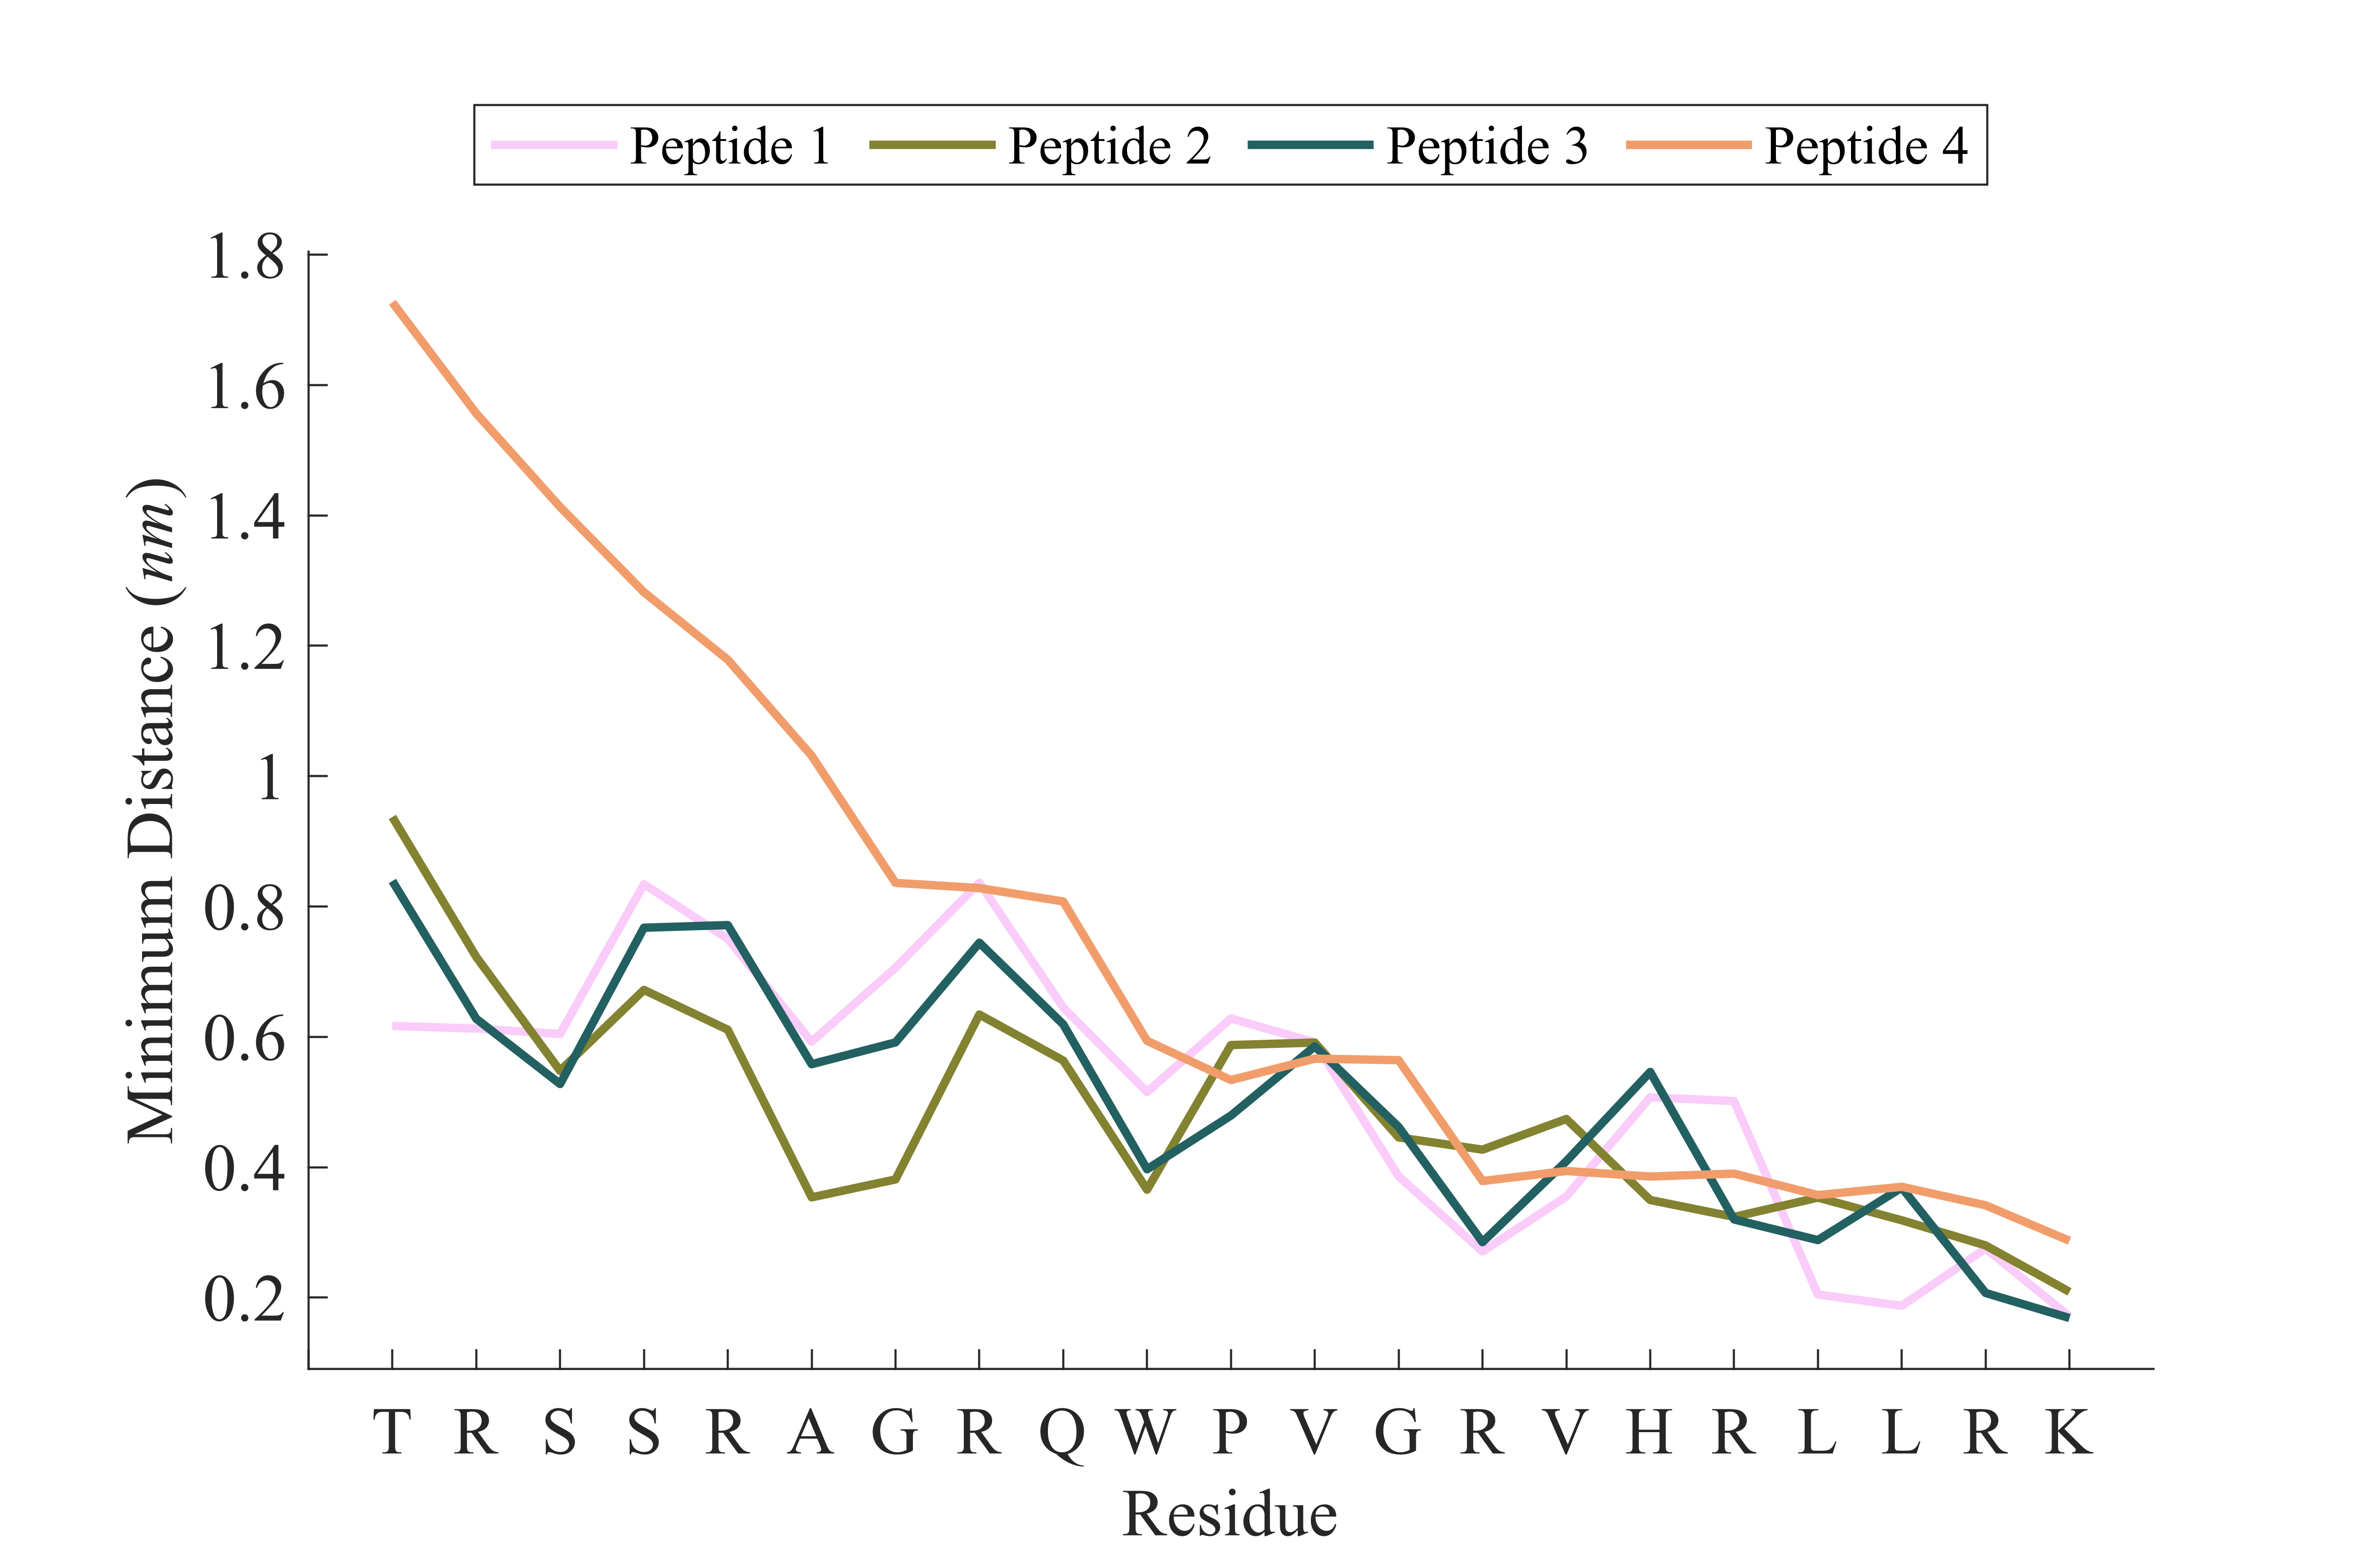 Peptide 1 Peptide 2 Peptide 3 Peptide 4
1.8
1.6
1.4
1.2
1
0.8
0.6
0.4
0.2
Minimum Distance (nm)
T R S S R A G R Q W P V G R V H R L L R K
Residue